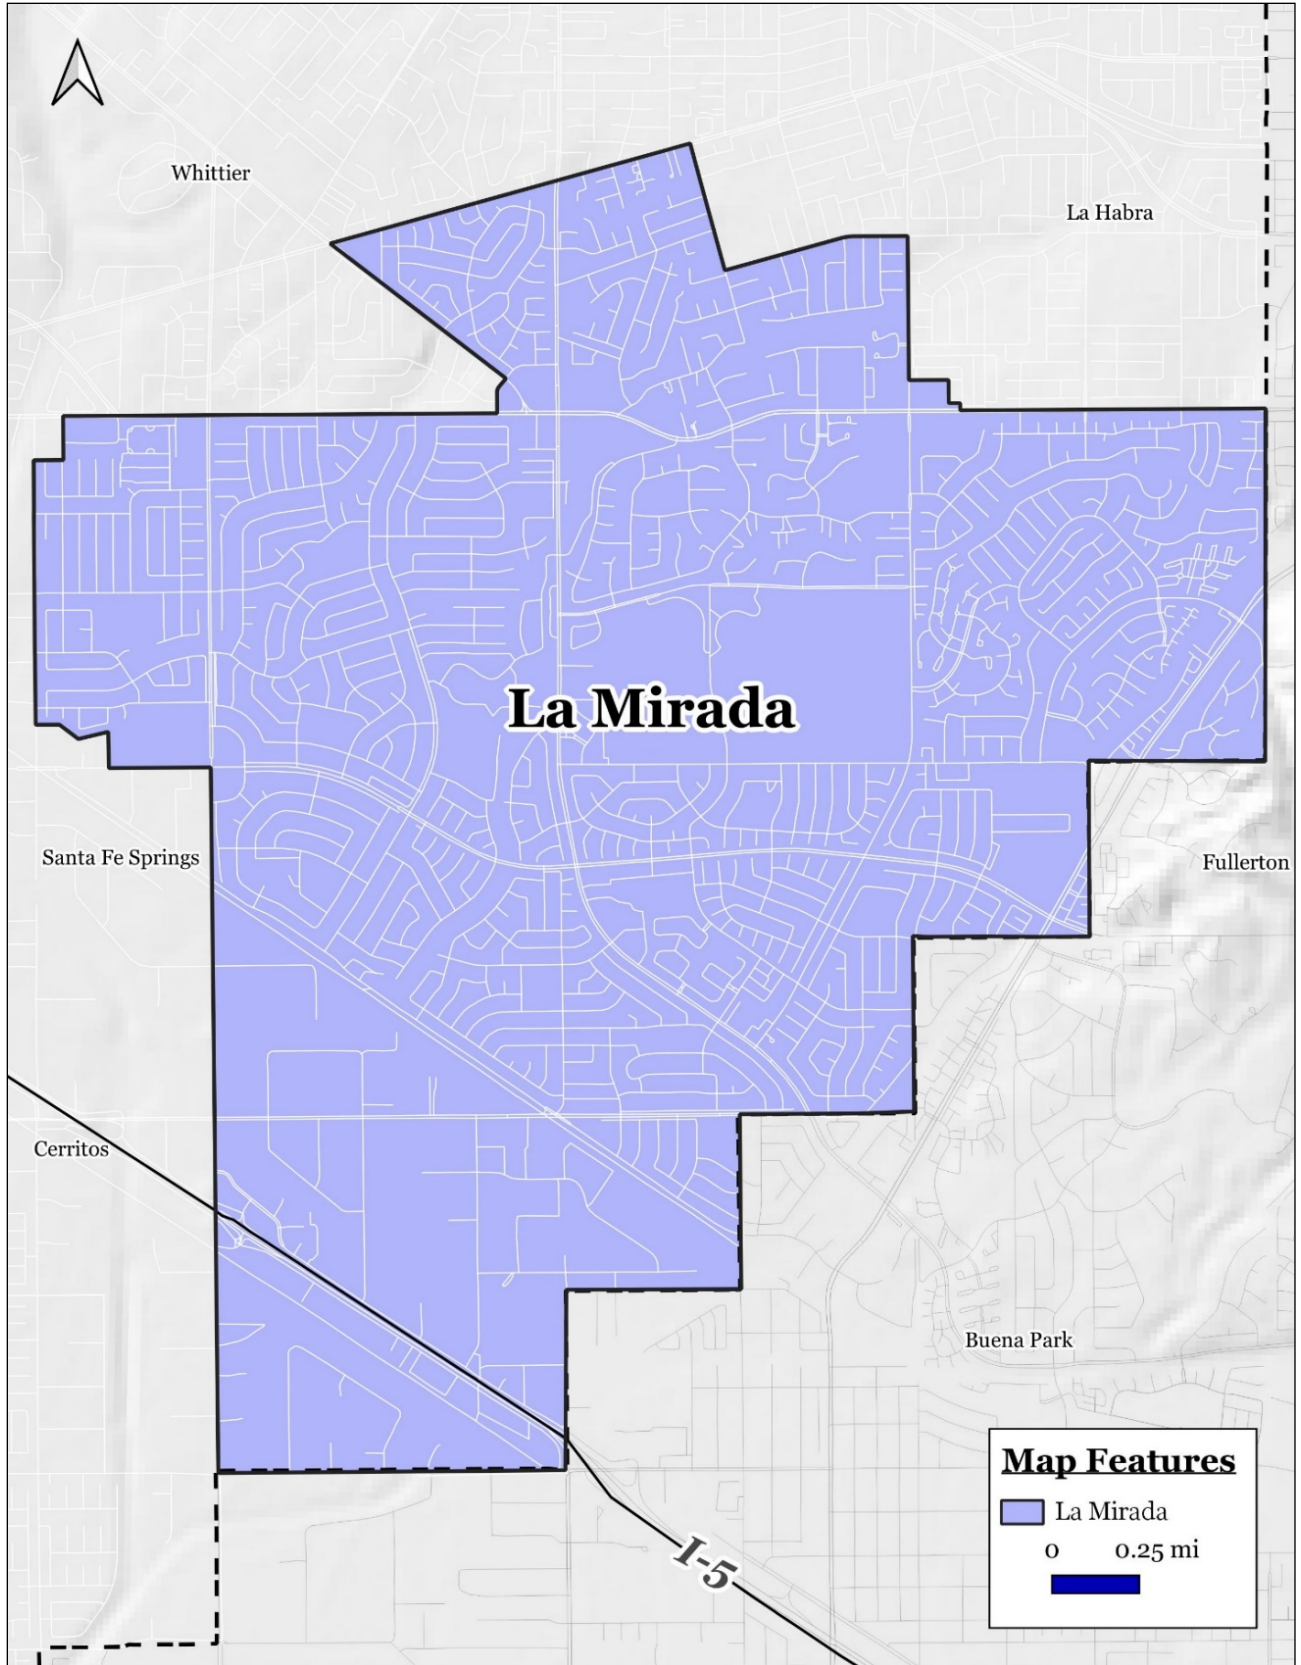 Whittier
La Habra
La Mirada
Santa Fe Springs
Fullerton
Cerritos
Buena Park
I-5
Map Features
La Mirada
0 0.25 mi